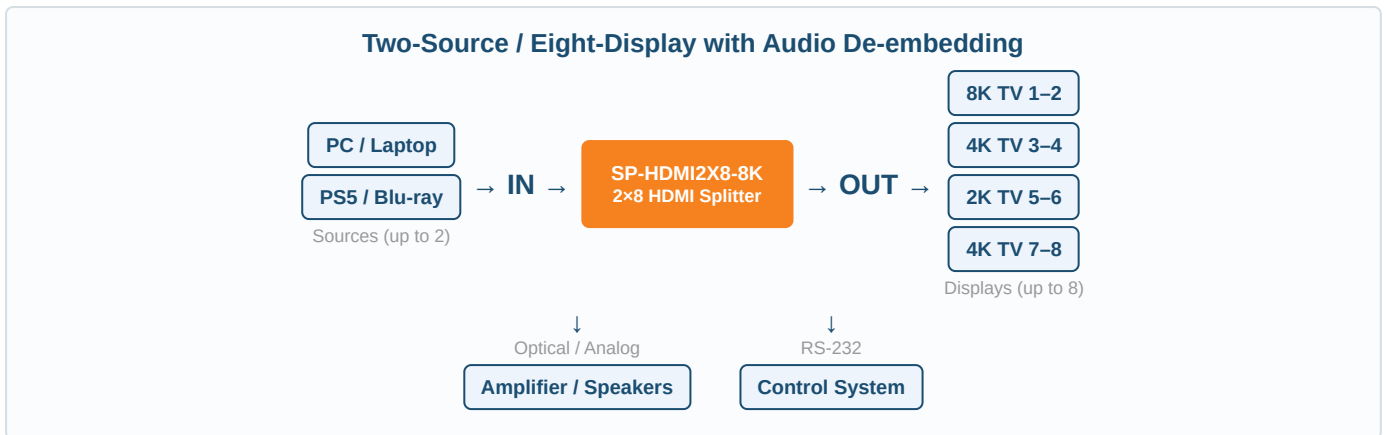 Two-Source / Eight-Display with Audio De-embedding
PC / Laptop
PS5 / Blu-ray
Sources (up to 2)
→ IN →
SP-HDMI2X8-8K
2×8 HDMI Splitter
→ OUT →
8K TV 1–2
4K TV 3–4
2K TV 5–6
4K TV 7–8
Displays (up to 8)
↓
Optical / Analog
Amplifier / Speakers
↓
RS-232
Control System